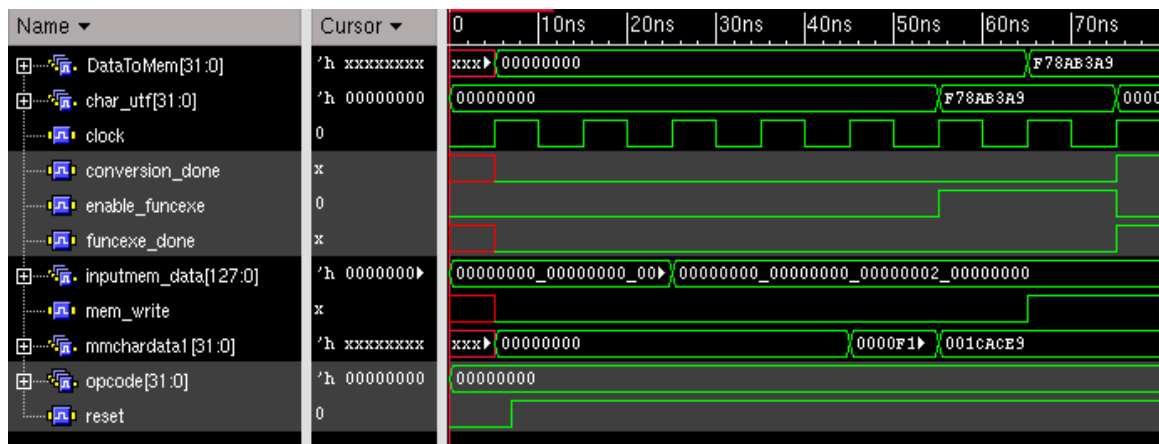 Name Cursor 0 10ns 20ns 30ns 40ns 50ns 60ns 70ns
DataToMem[31:0] 'h xxxxxxxx xxx 00000000 F78AB3A9
char_utf[31:0] 'h 00000000 00000000 F78AB3A9 0000
clock 0
conversion_done x
enable_funcexe 0
funcexe_done x
inputmem_data[127:0] 'h 0000000 00000000_00000000_00 00000000_00000000_00000002_00000000
mem_write x
mmchardata1[31:0] 'h xxxxxxxx xxx 00000000 0000F1 001CACE9
opcode[31:0] 'h 00000000 00000000
reset 0